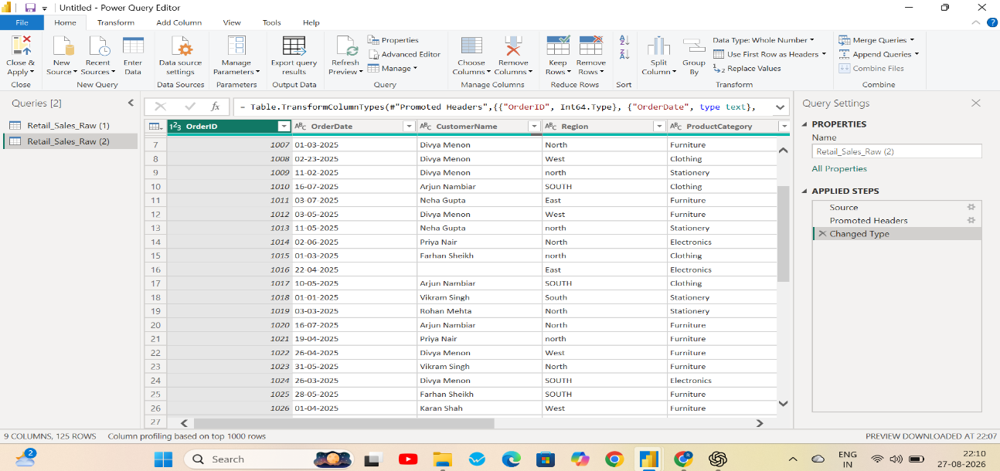 Untitled - Power Query Editor
File Home Transform Add Column View Tools Help
Close & Apply
New Source
Recent Sources
Enter Data
Data source settings
Manage Parameters
Export query results
Refresh Preview
Properties
Advanced Editor
Manage
Choose Columns
Remove Columns
Keep Rows
Remove Rows
Split Column
Group By
Data Type: Whole Number
Use First Row as Headers
Replace Values
Merge Queries
Append Queries
Combine Files
Close New Query Data Sources Parameters Output Data Query Manage Columns Reduce Rows Sort Transform Combine
Queries [2]
Retail_Sales_Raw (1)
Retail_Sales_Raw (2)
fx = Table.TransformColumnTypes(#"Promoted Headers",{{"OrderID", Int64.Type}, {"OrderDate", type text},
123 OrderID ABC OrderDate ABC CustomerName ABC Region ABC ProductCategory
7 1007 01-03-2025 Divya Menon North Furniture
8 1008 02-23-2025 Divya Menon West Clothing
9 1009 11-02-2025 Divya Menon north Stationery
10 1010 16-07-2025 Arjun Nambiar SOUTH Clothing
11 1011 03-07-2025 Neha Gupta East Furniture
12 1012 03-05-2025 Divya Menon West Furniture
13 1013 11-05-2025 Neha Gupta north Stationery
14 1014 02-06-2025 Priya Nair North Electronics
15 1015 01-03-2025 Farhan Sheikh north Clothing
16 1016 22-04-2025 East Electronics
17 1017 10-05-2025 Arjun Nambiar SOUTH Clothing
18 1018 01-01-2025 Vikram Singh South Stationery
19 1019 03-03-2025 Rohan Mehta North Stationery
20 1020 16-07-2025 Arjun Nambiar North Furniture
21 1021 19-04-2025 Priya Nair north Furniture
22 1022 26-04-2025 Divya Menon West Furniture
23 1023 31-05-2025 Vikram Singh North Furniture
24 1024 26-03-2025 Divya Menon SOUTH Electronics
25 1025 28-05-2025 Farhan Sheikh SOUTH Furniture
26 1026 01-04-2025 Karan Shah West Furniture
27
Query Settings
PROPERTIES
Name
Retail_Sales_Raw (2)
All Properties
APPLIED STEPS
Source
Promoted Headers
Changed Type
9 COLUMNS, 125 ROWS Column profiling based on top 1000 rows PREVIEW DOWNLOADED AT 22:07
2
Search
ENG
IN
22:10
27-08-2026